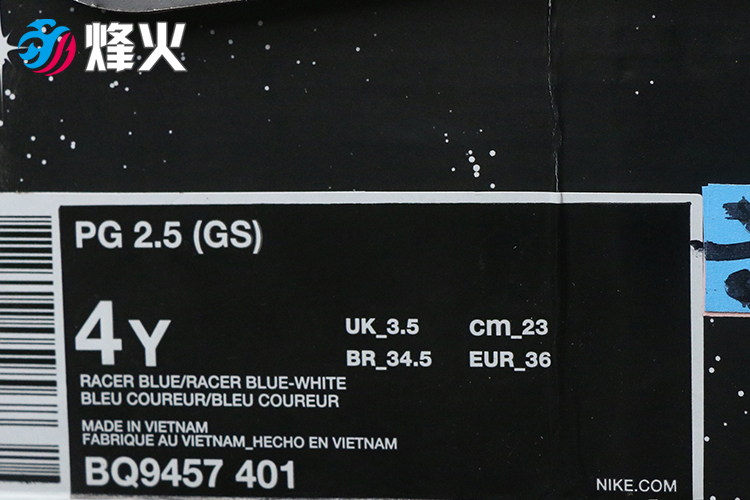 烽火
PG 2.5 (GS)
4Y
UK_3.5 cm_23
BR_34.5 EUR_36
RACER BLUE/RACER BLUE-WHITE
BLEU COUREUR/BLEU COUREUR
MADE IN VIETNAM
FABRIQUE AU VIETNAM_HECHO EN VIETNAM
BQ9457 401
NIKE.COM